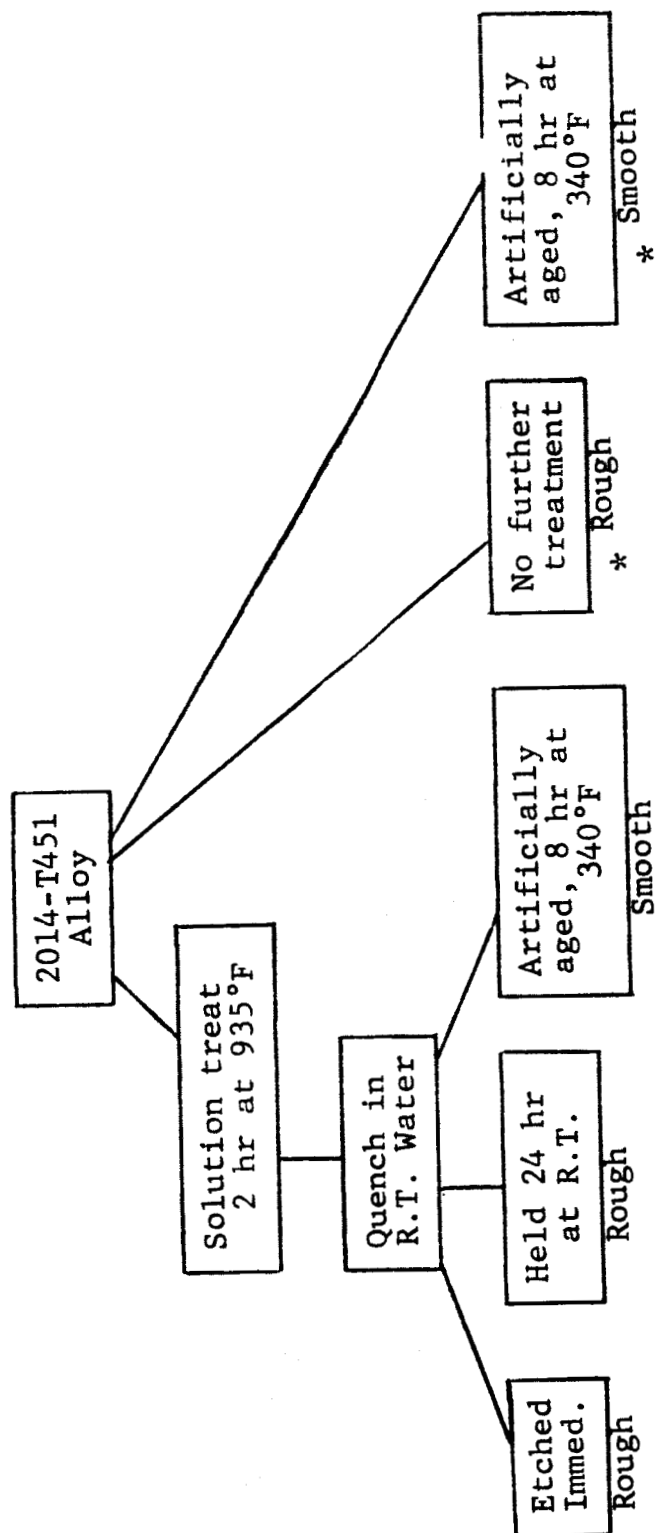 2014-T451
Alloy
Solution treat
2 hr at 935°F
Quench in
R.T. Water
Etched
Immed.
Rough
Held 24 hr
at R.T.
Rough
Artificially
aged, 8 hr at
340°F
Smooth
No further
treatment
* Rough
Artificially
aged, 8 hr at
340°F
* Smooth